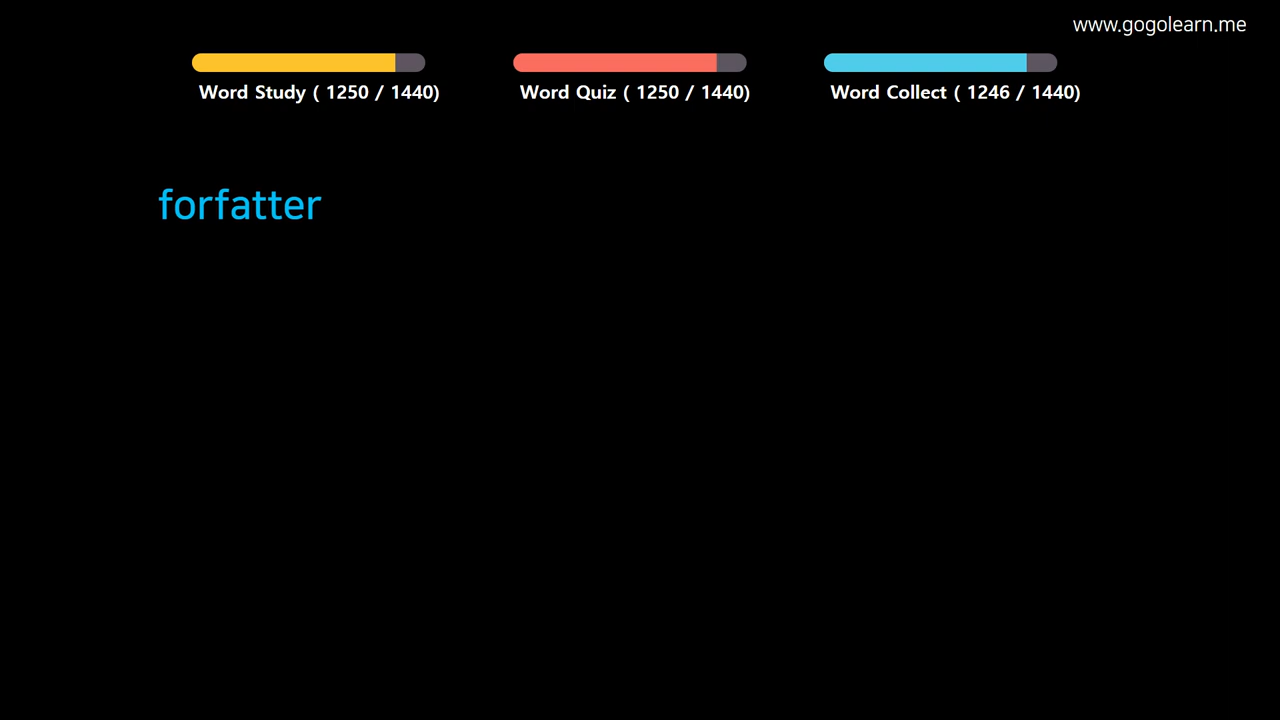 www.gogolearn.me
Word Study ( 1250 / 1440)
Word Quiz ( 1250 / 1440)
Word Collect ( 1246 / 1440)
forfatter